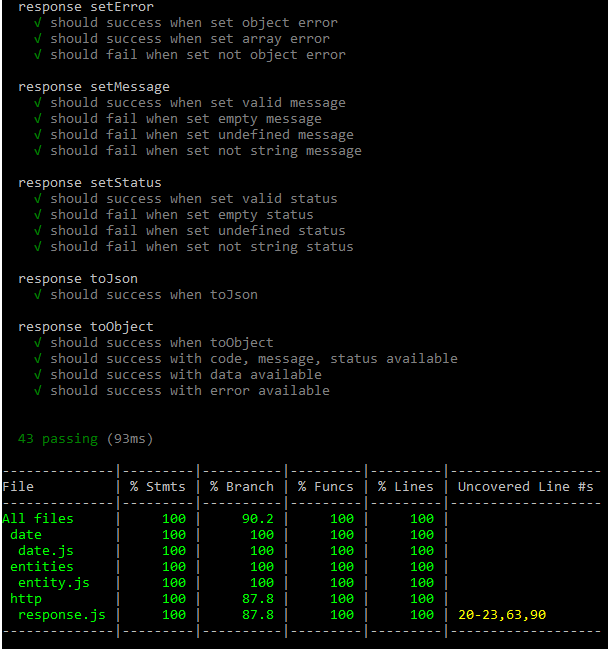 response setError
√ should success when set object error
√ should success when set array error
√ should fail when set not object error
response setMessage
√ should success when set valid message
√ should fail when set empty message
√ should fail when set undefined message
√ should fail when set not string message
response setStatus
√ should success when set valid status
√ should fail when set empty status
√ should fail when set undefined status
√ should fail when set not string status
response toJson
√ should success when toJson
response toObject
√ should success when toObject
√ should success with code, message, status available
√ should success with data available
√ should success with error available
43 passing (93ms)
--------------|---------|----------|---------|---------|-------------------
File          | % Stmts | % Branch | % Funcs | % Lines | Uncovered Line #s
--------------|---------|----------|---------|---------|-------------------
All files     |     100 |     90.2 |     100 |     100 |
 date         |     100 |      100 |     100 |     100 |
  date.js     |     100 |      100 |     100 |     100 |
 entities     |     100 |      100 |     100 |     100 |
  entity.js   |     100 |      100 |     100 |     100 |
 http         |     100 |     87.8 |     100 |     100 |
  response.js |     100 |     87.8 |     100 |     100 | 20-23,63,90
--------------|---------|----------|---------|---------|-------------------